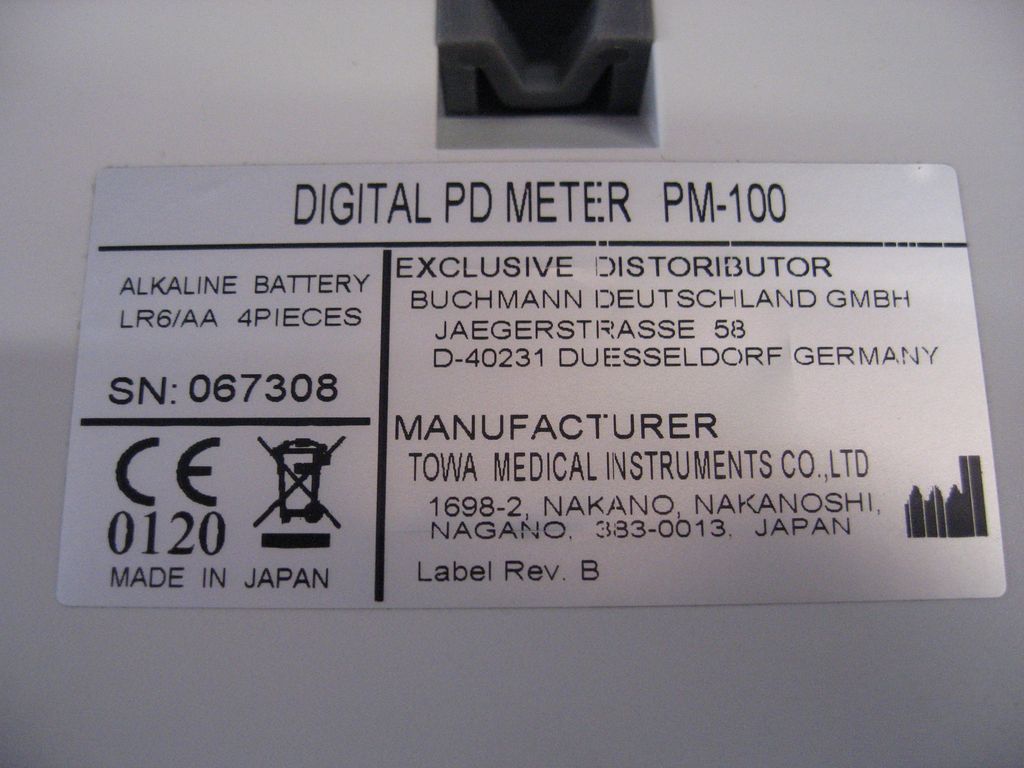 DIGITAL PD METER PM-100
ALKALINE BATTERY
LR6/AA 4PIECES
SN: 067308
CE
0120
MADE IN JAPAN
EXCLUSIVE DISTORIBUTOR
BUCHMANN DEUTSCHLAND GMBH
JAEGERSTRASSE 58
D-40231 DUESSELDORF GERMANY
MANUFACTURER
TOWA MEDICAL INSTRUMENTS CO.,LTD
1698-2, NAKANO, NAKANOSHI,
NAGANO, 383-0013, JAPAN
Label Rev. B